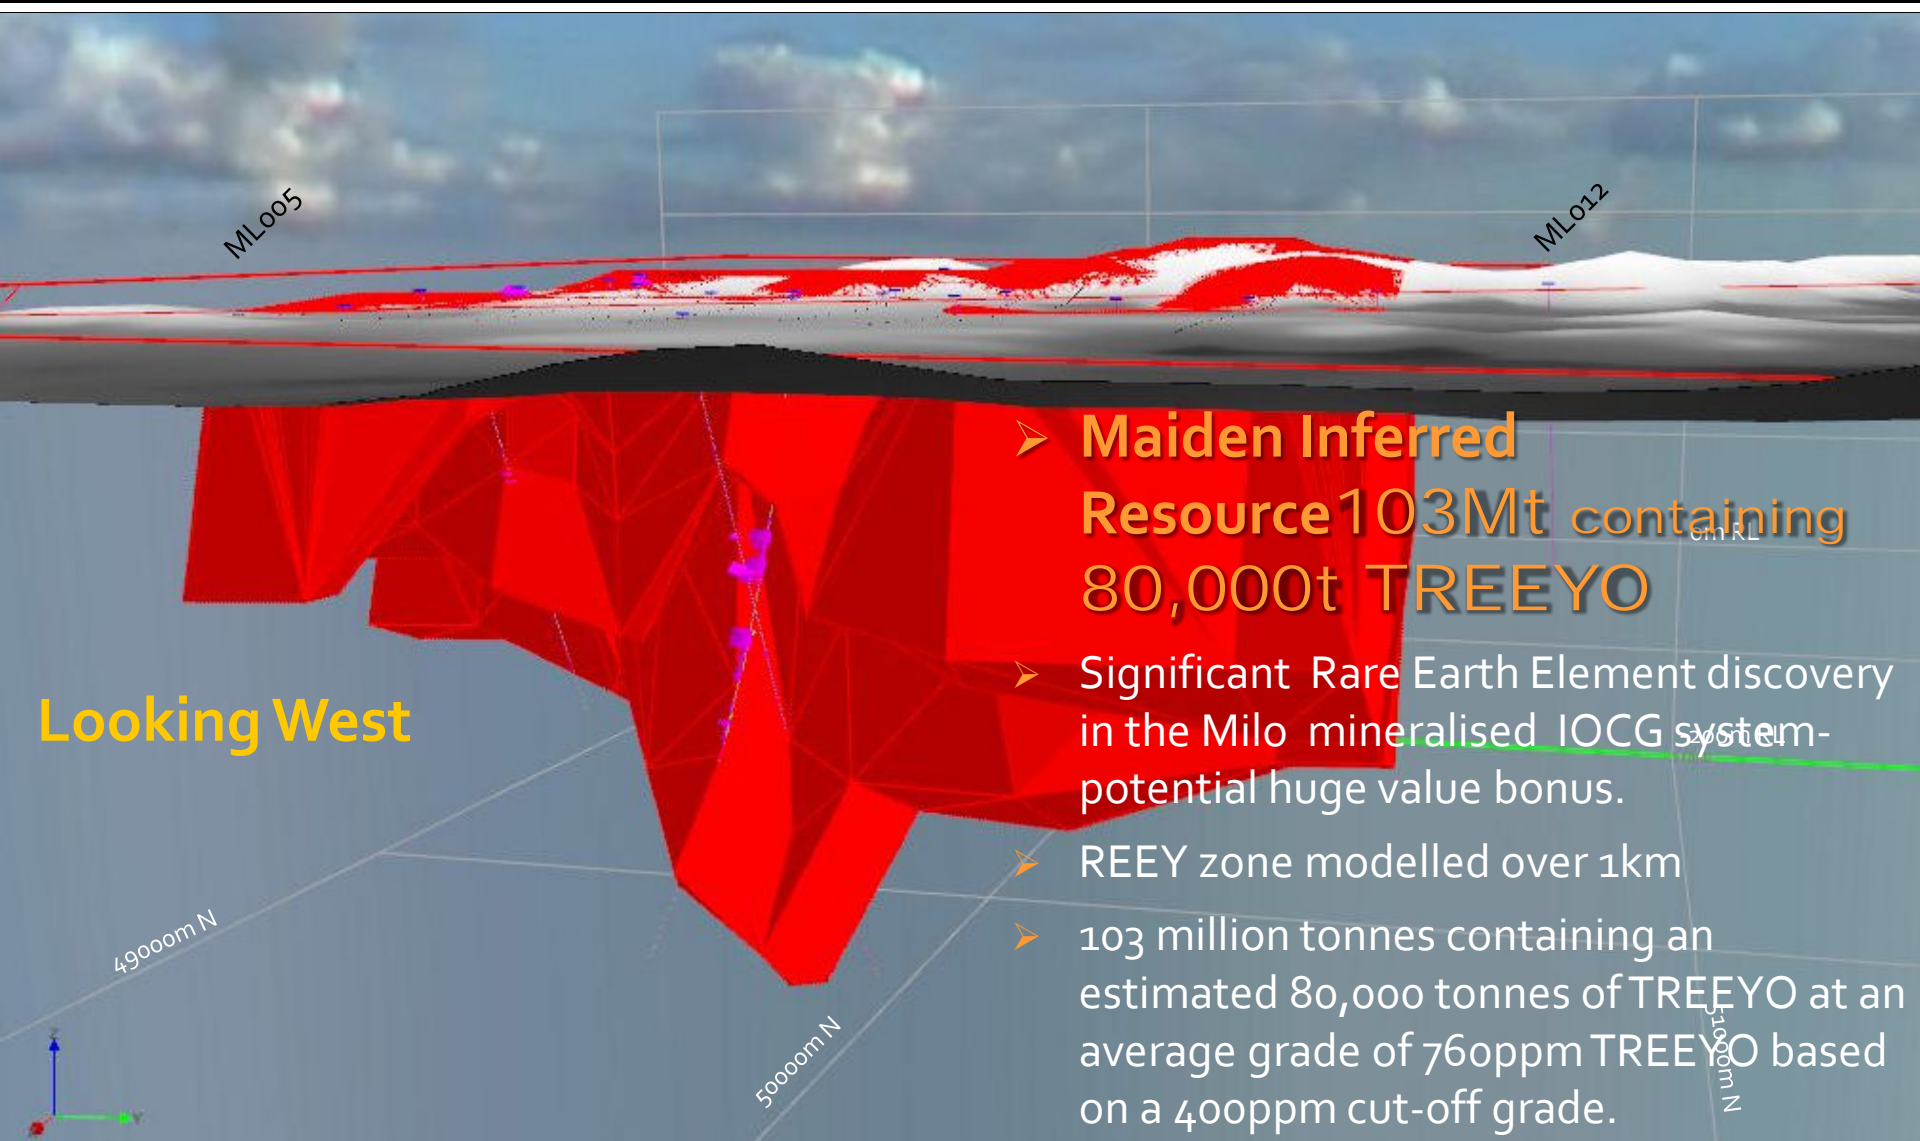 ML005
ML012
Maiden Inferred
Resource 103Mt containing
80,000t TREEYO
0m RL
Significant Rare Earth Element discovery
in the Milo mineralised IOCG system-
potential huge value bonus.
Looking West
REEY zone modelled over 1km
103 million tonnes containing an
estimated 80,000 tonnes of TREEYO at an
average grade of 760ppm TREEYO based
on a 400ppm cut-off grade.
49000m N
50000m N
51000m N
Z
Y